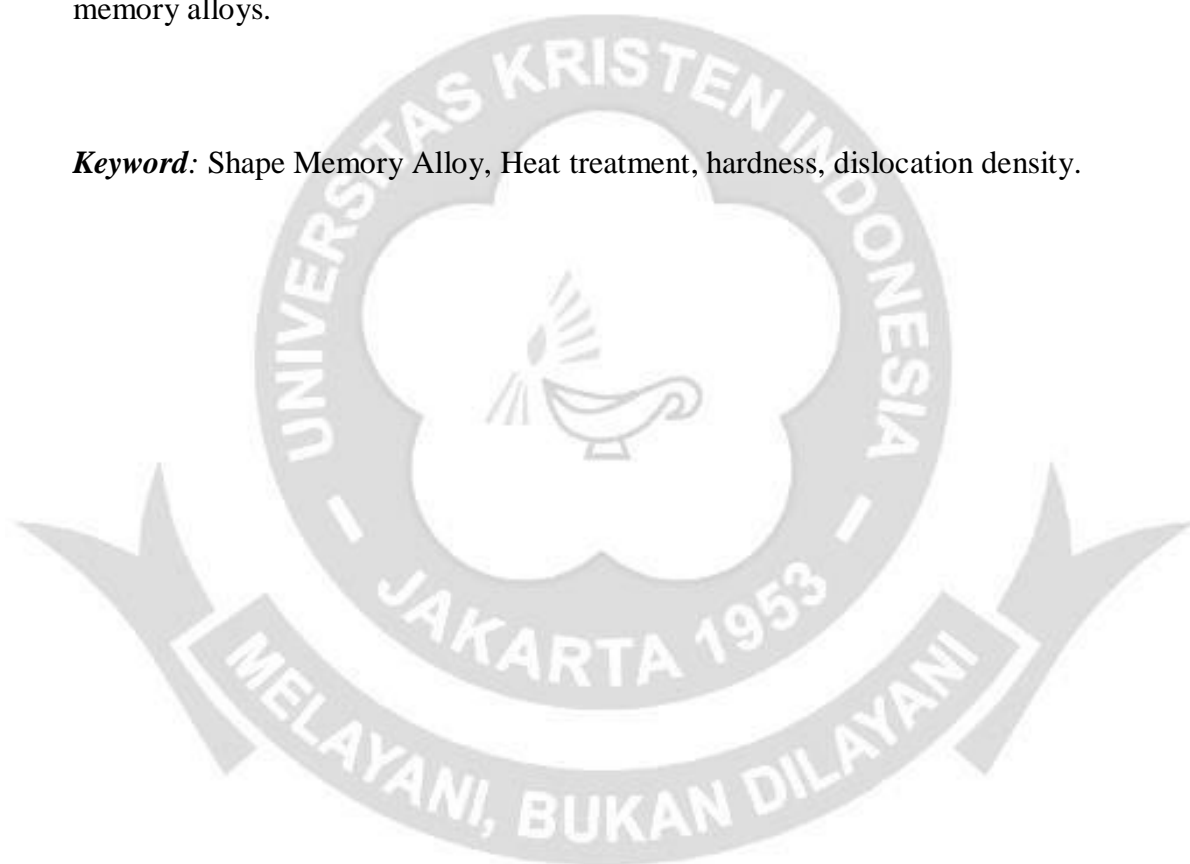 memory alloys.
Keyword: Shape Memory Alloy, Heat treatment, hardness, dislocation density.
UNIVERSITAS KRISTEN INDONESIA
- JAKARTA 1953 -
MELAYANI, BUKAN DILAYANI